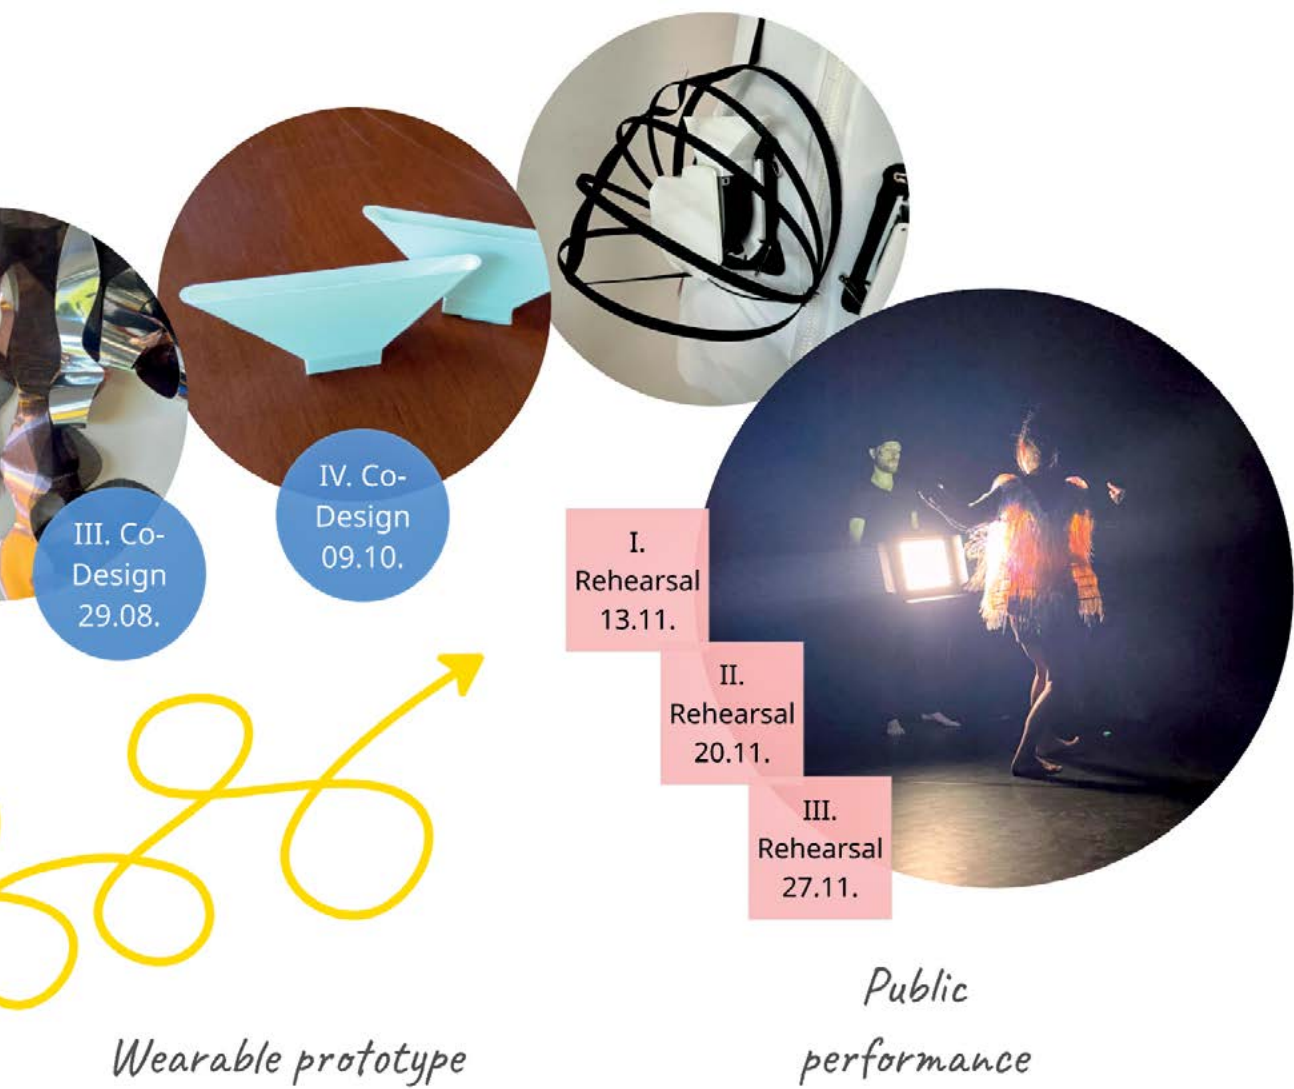 III. Co-
Design
29.08.
IV. Co-
Design
09.10.
I.
Rehearsal
13.11.
II.
Rehearsal
20.11.
III.
Rehearsal
27.11.
Wearable prototype
Public
performance